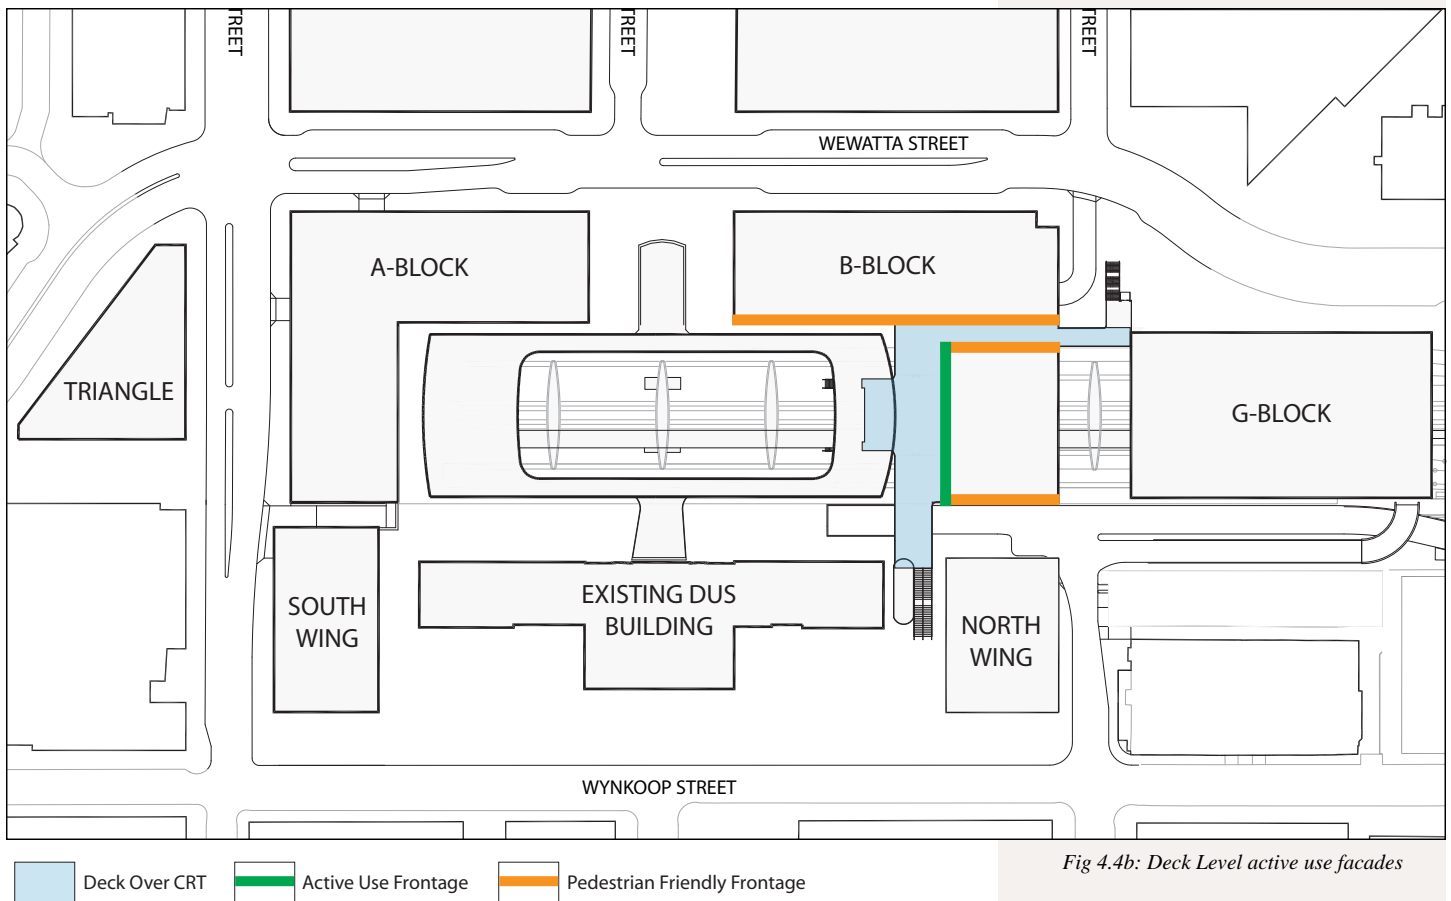 TREET
TREET
TREET
WEWATTA STREET
A-BLOCK
B-BLOCK
TRIANGLE
G-BLOCK
SOUTH
WING
EXISTING DUS
BUILDING
NORTH
WING
WYNKOOP STREET
Fig 4.4b: Deck Level active use facades
Deck Over CRT
Active Use Frontage
Pedestrian Friendly Frontage